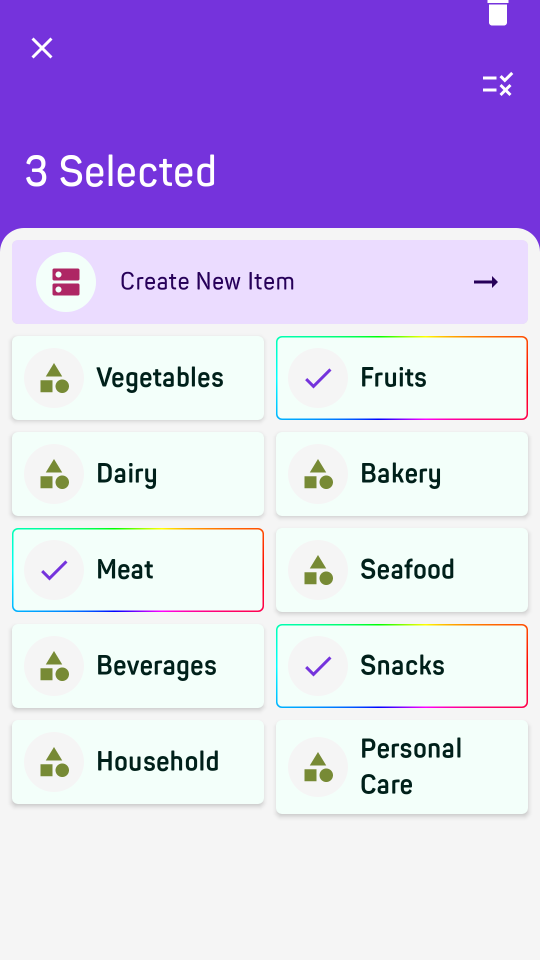 3 Selected
Create New Item
Vegetables
Fruits
Dairy
Bakery
Meat
Seafood
Beverages
Snacks
Household
Personal
Care